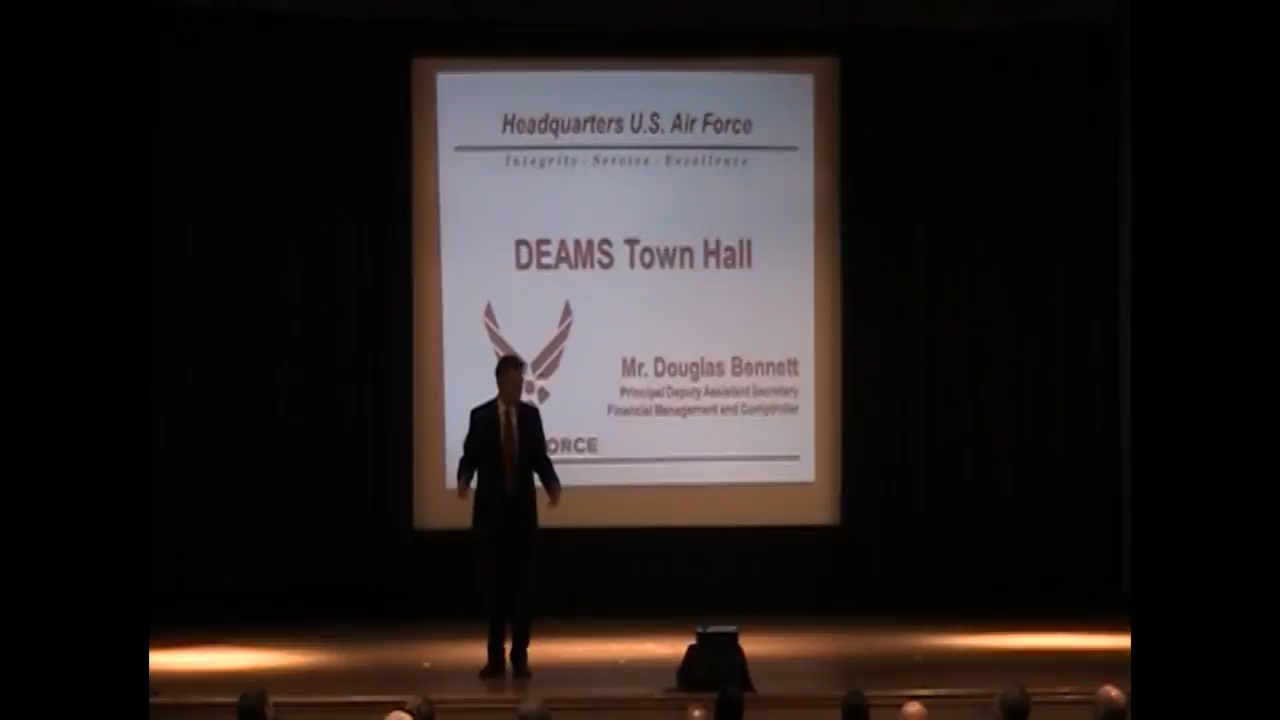 Headquarters U.S. Air Force
Integrity - Service - Excellence
DEAMS Town Hall
Mr. Douglas Bennett
Principal Deputy Assistant Secretary
Financial Management and Comptroller
ORCE